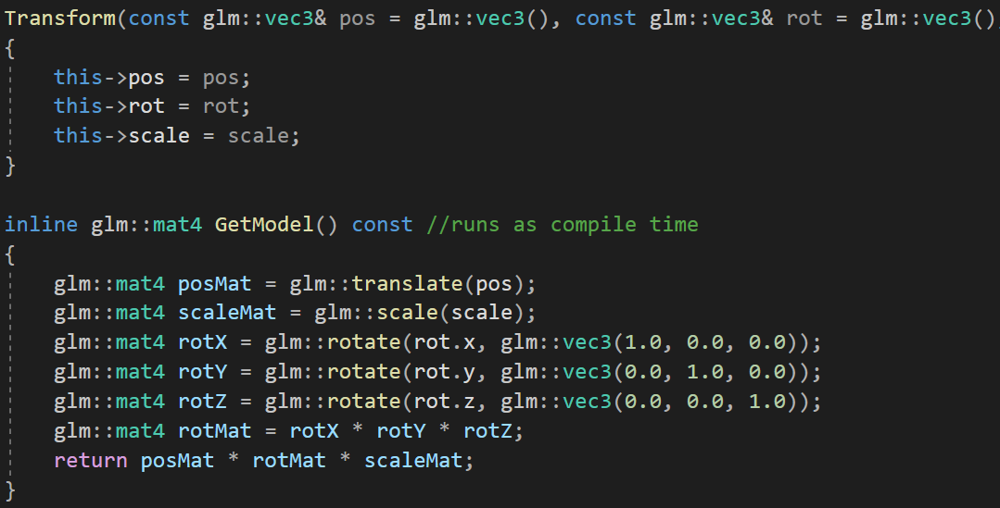 Transform(const glm::vec3& pos = glm::vec3(), const glm::vec3& rot = glm::vec3()
{
    this->pos = pos;
    this->rot = rot;
    this->scale = scale;
}

inline glm::mat4 GetModel() const //runs as compile time
{
    glm::mat4 posMat = glm::translate(pos);
    glm::mat4 scaleMat = glm::scale(scale);
    glm::mat4 rotX = glm::rotate(rot.x, glm::vec3(1.0, 0.0, 0.0));
    glm::mat4 rotY = glm::rotate(rot.y, glm::vec3(0.0, 1.0, 0.0));
    glm::mat4 rotZ = glm::rotate(rot.z, glm::vec3(0.0, 0.0, 1.0));
    glm::mat4 rotMat = rotX * rotY * rotZ;
    return posMat * rotMat * scaleMat;
}